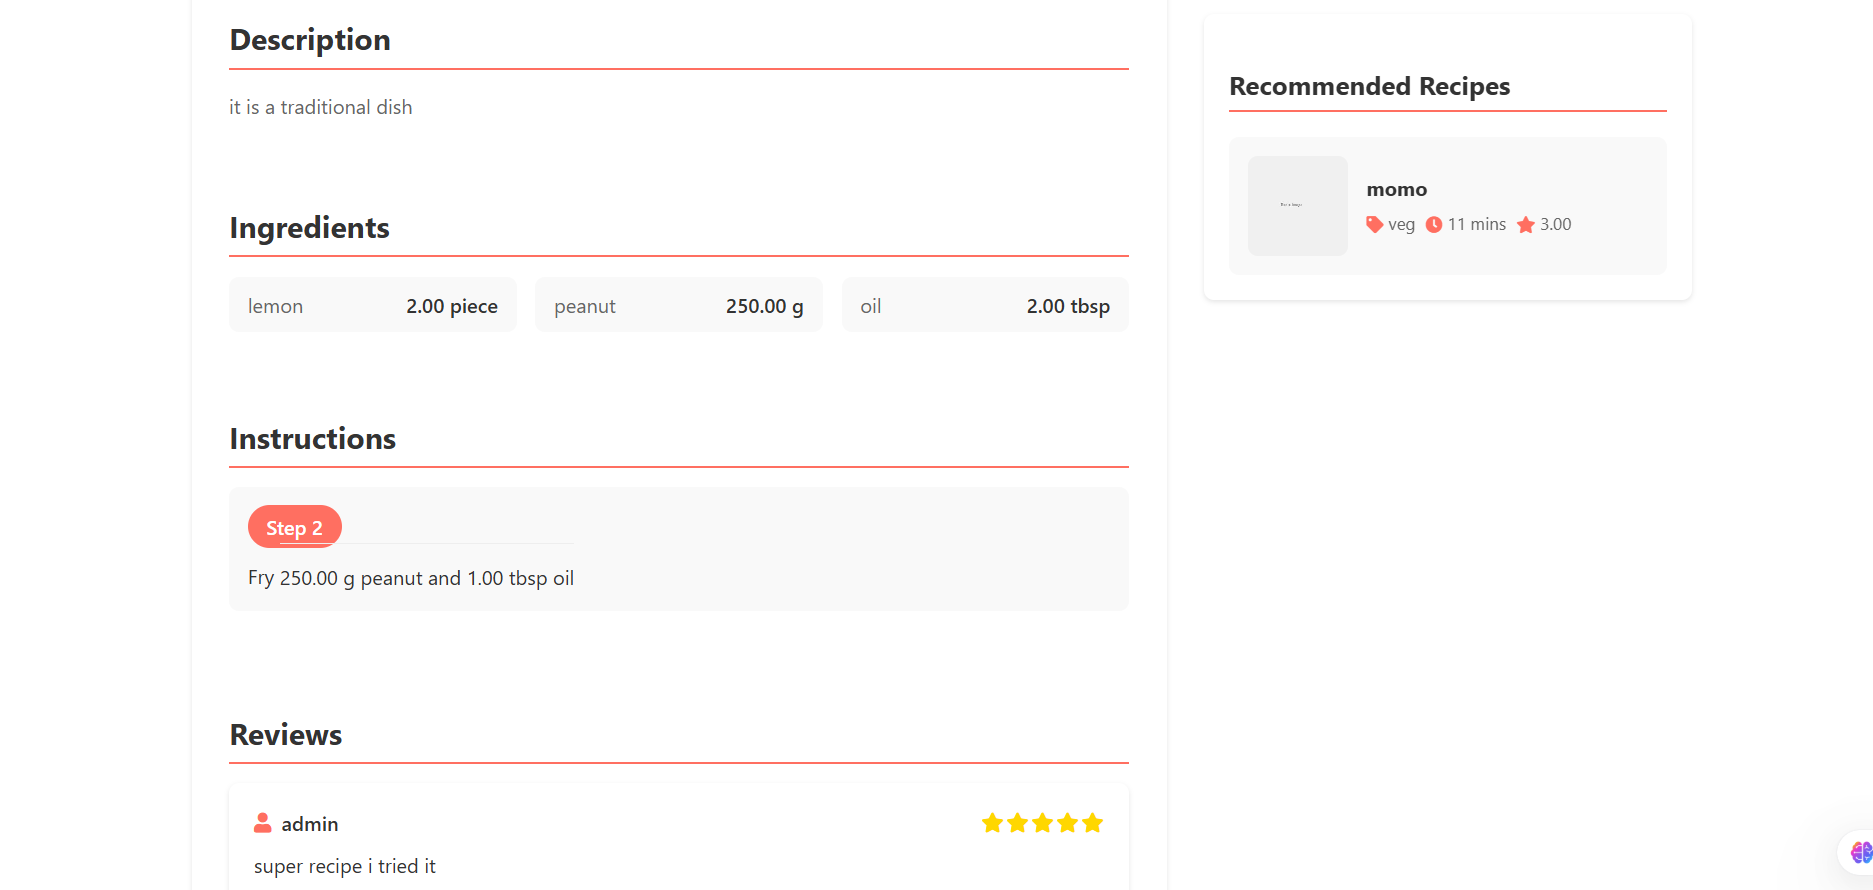 Description
it is a traditional dish
Ingredients
lemon 2.00 piece
peanut 250.00 g
oil 2.00 tbsp
Instructions
Step 2
Fry 250.00 g peanut and 1.00 tbsp oil
Reviews
admin
super recipe i tried it
Recommended Recipes
momo
veg 11 mins 3.00